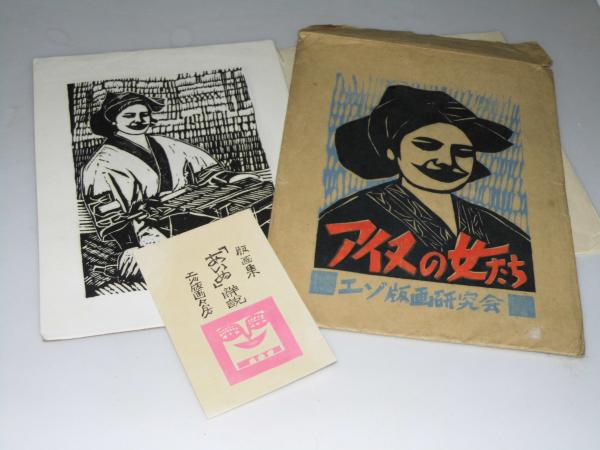 アイヌの女たち
エゾ版画研究会
版画集
「あいぬ」解説